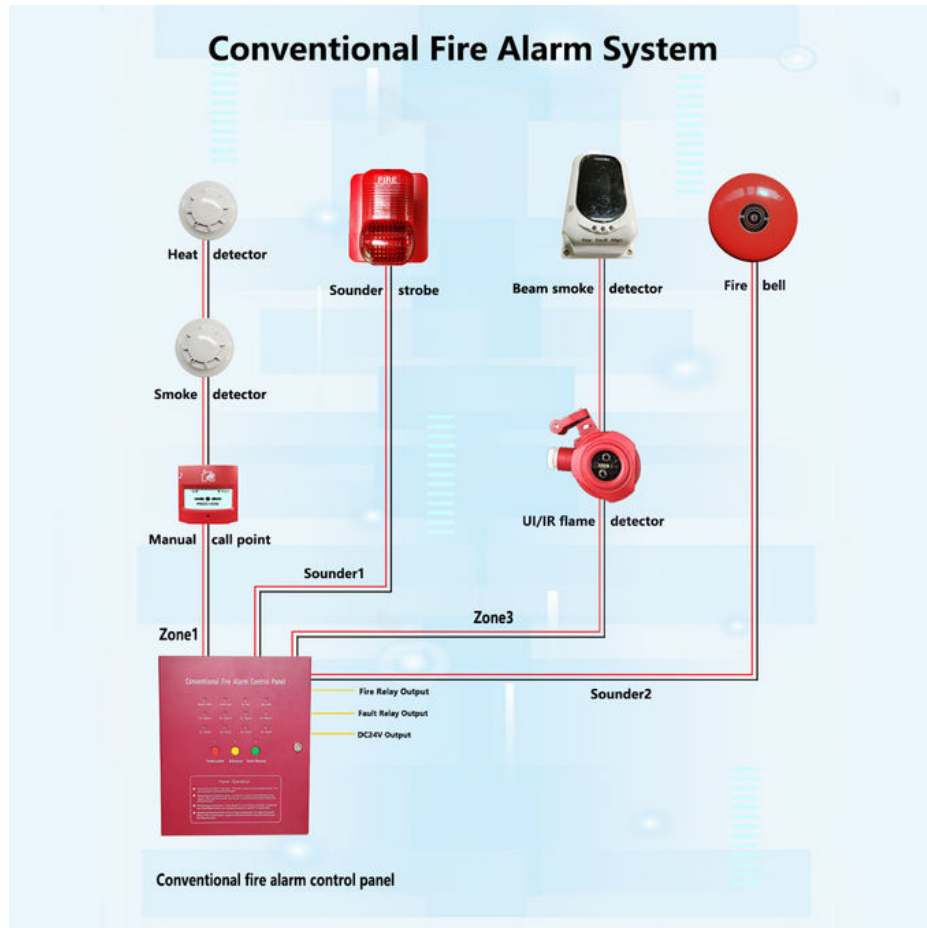 Conventional Fire Alarm System
FIRE
Heat detector
Sounder strobe
Beam smoke detector
Fire bell
Smoke detector
Manual call point
UI/IR flame detector
Sounder1
Zone3
Zone1
Sounder2
Conventional Fire Alarm Control Panel
Fire Relay Output
Fault Relay Output
DC24V Output
Conventional fire alarm control panel